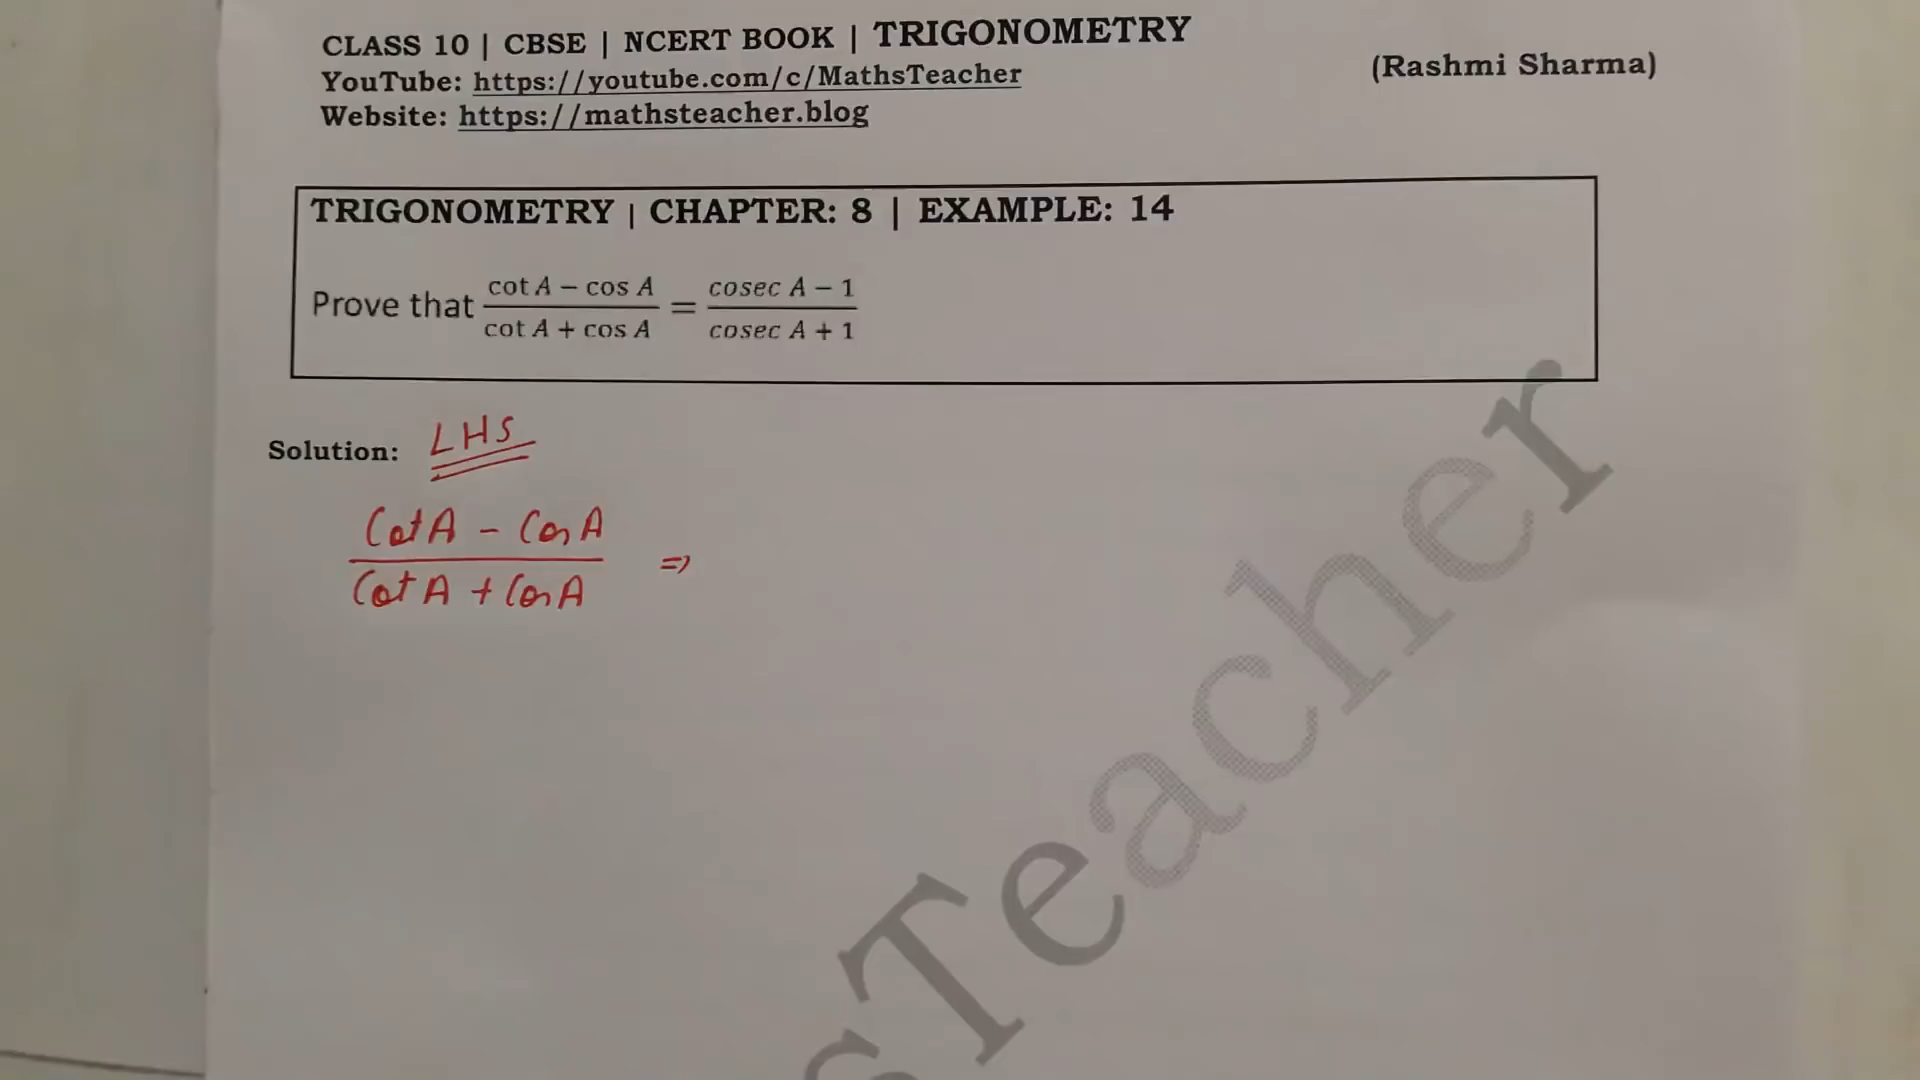 CLASS 10 | CBSE | NCERT BOOK | TRIGONOMETRY
YouTube: https://youtube.com/c/MathsTeacher
(Rashmi Sharma)
Website: https://mathsteacher.blog
TRIGONOMETRY | CHAPTER: 8 | EXAMPLE: 14
Prove that (cot A − cos A)/(cot A + cos A) = (cosec A − 1)/(cosec A + 1)
Solution: LHS
Cot A - Cos A
Cot A + Cos A =>
sTeacher